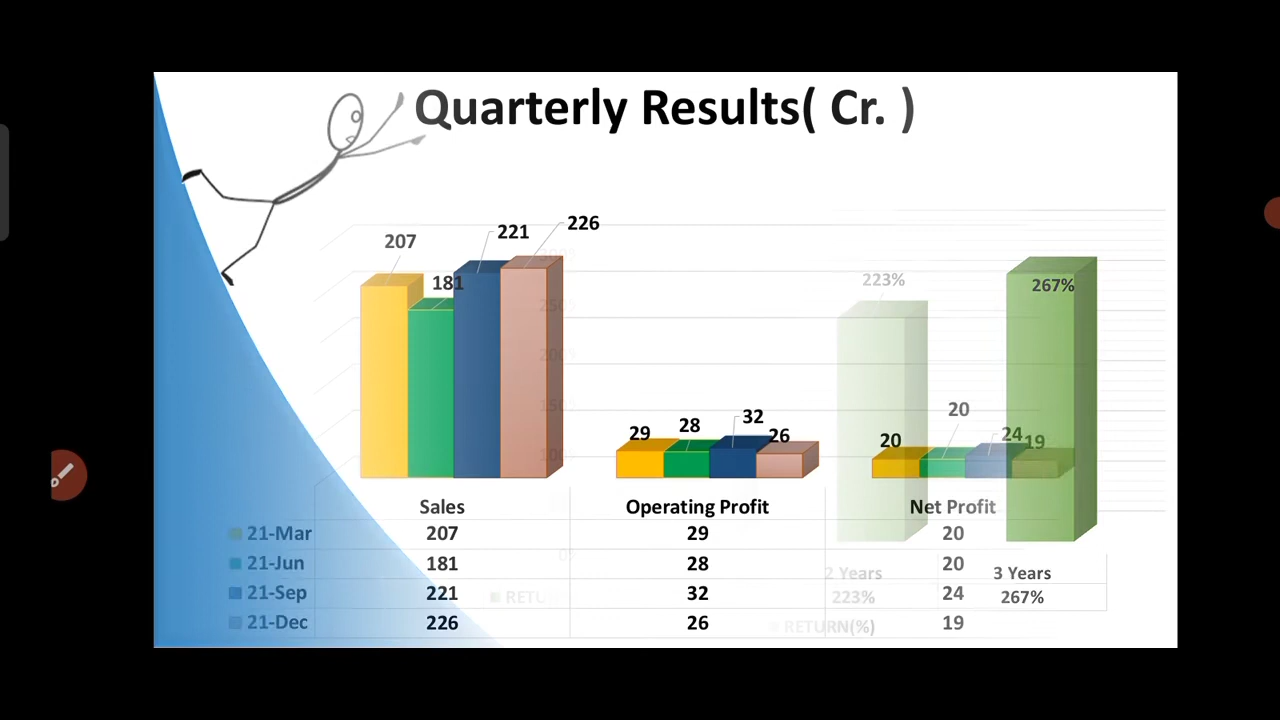 Quarterly Results( Cr. )
207
181
221
226
29
28
32
26
20
20
24
19
223%
267%
Sales Operating Profit Net Profit
21-Mar 207 29 20
21-Jun 181 28 20
21-Sep 221 32 24
21-Dec 226 26 19
2 Years 3 Years
223% 267%
RETURN(%)